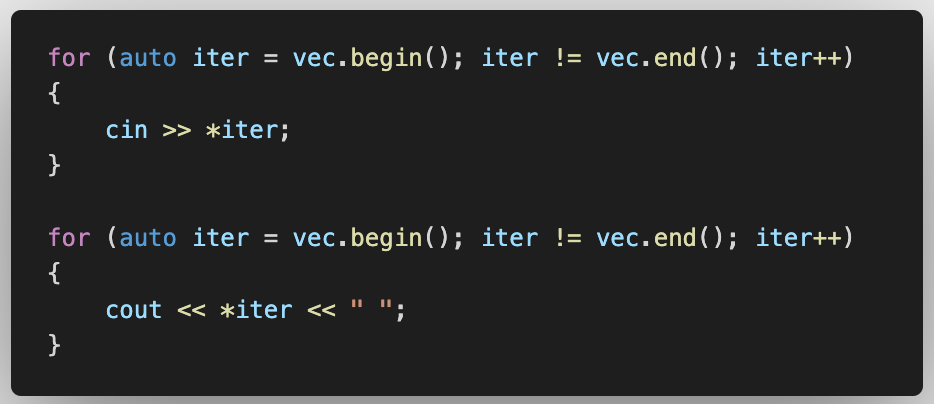 for (auto iter = vec.begin(); iter != vec.end(); iter++)
{
    cin >> *iter;
}

for (auto iter = vec.begin(); iter != vec.end(); iter++)
{
    cout << *iter << " ";
}